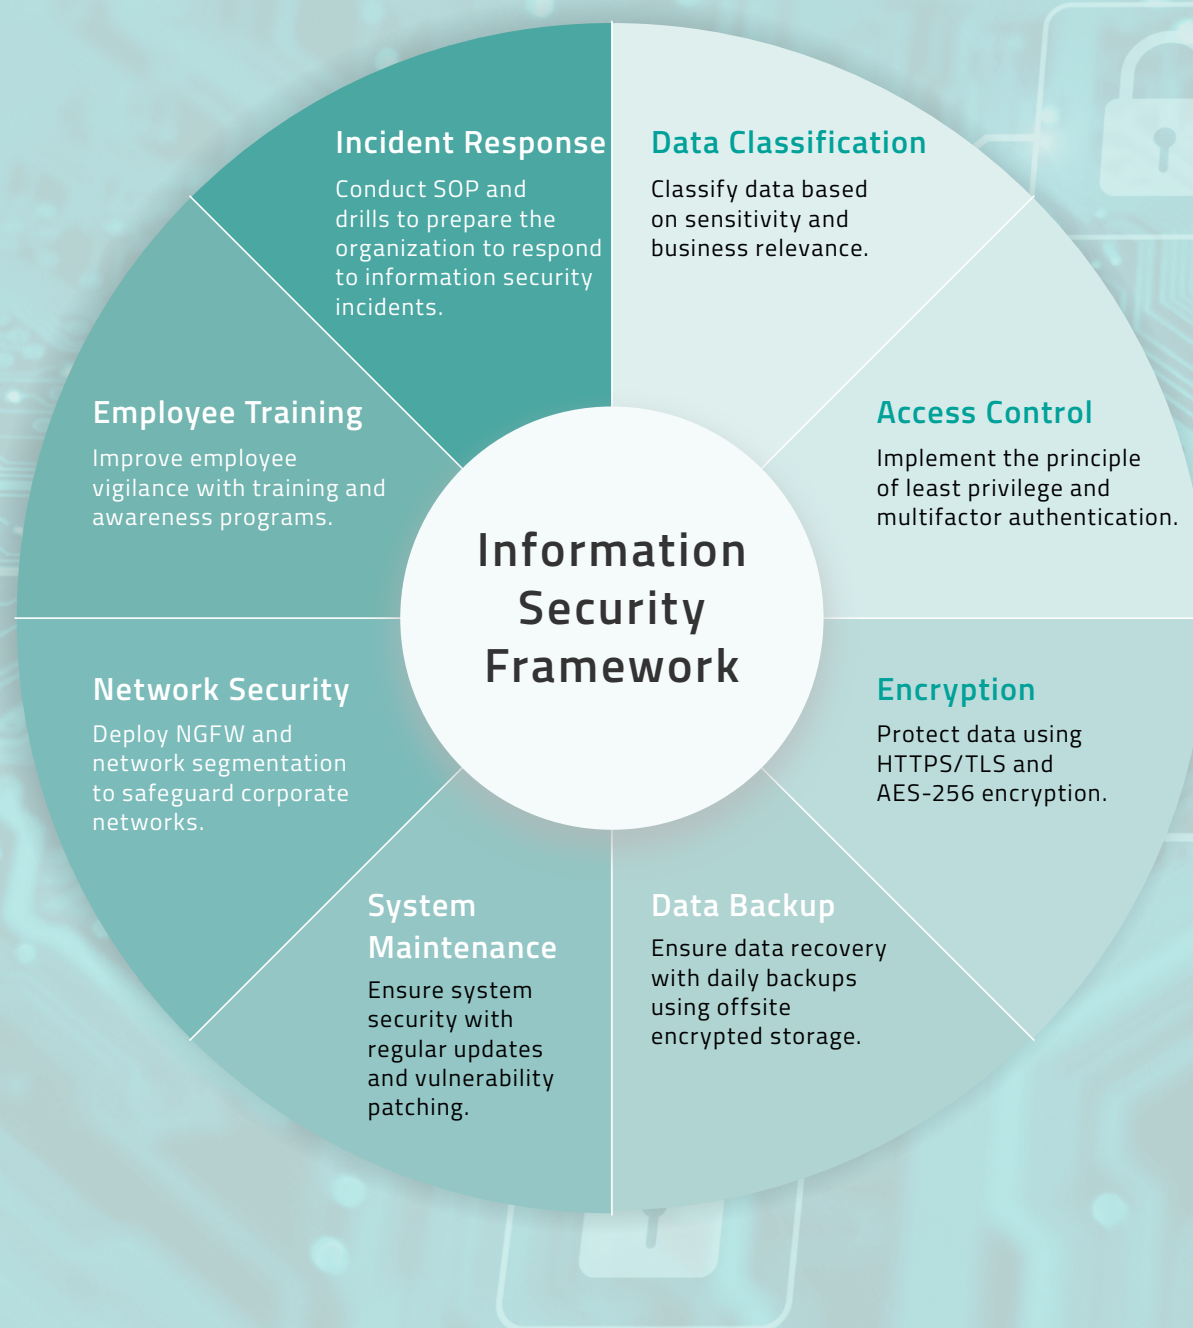 Information
Security
Framework
Data Classification
Classify data based
on sensitivity and
business relevance.
Access Control
Implement the principle
of least privilege and
multifactor authentication.
Encryption
Protect data using
HTTPS/TLS and
AES-256 encryption.
Data Backup
Ensure data recovery
with daily backups
using offsite
encrypted storage.
System
Maintenance
Ensure system
security with
regular updates
and vulnerability
patching.
Network Security
Deploy NGFW and
network segmentation
to safeguard corporate
networks.
Employee Training
Improve employee
vigilance with training and
awareness programs.
Incident Response
Conduct SOP and
drills to prepare the
organization to respond
to information security
incidents.